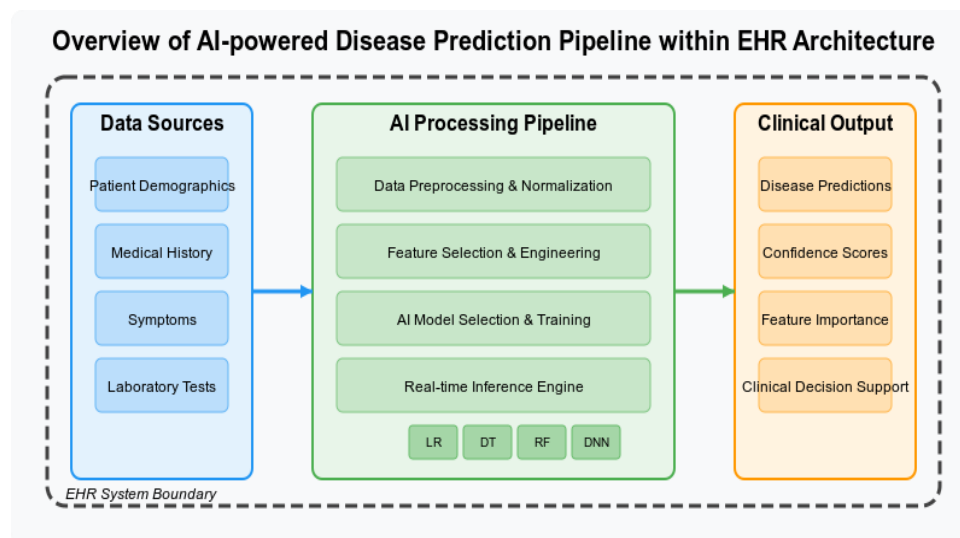 Overview of AI-powered Disease Prediction Pipeline within EHR Architecture
Data Sources
Patient Demographics
Medical History
Symptoms
Laboratory Tests
AI Processing Pipeline
Data Preprocessing & Normalization
Feature Selection & Engineering
AI Model Selection & Training
Real-time Inference Engine
LR DT RF DNN
Clinical Output
Disease Predictions
Confidence Scores
Feature Importance
Clinical Decision Support
EHR System Boundary